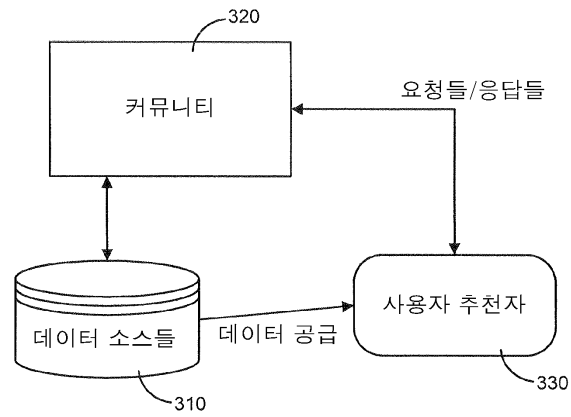 320
커뮤니티
요청들/응답들
데이터 소스들
데이터 공급
사용자 추천자
310
330